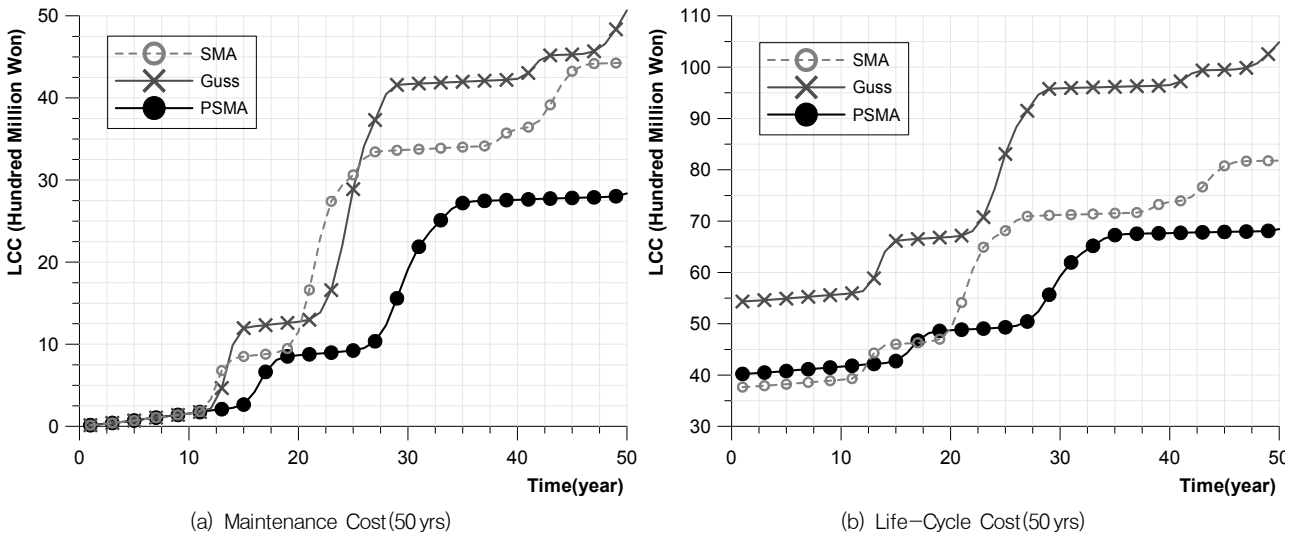 LCC (Hundred Million Won)
50
40
30
20
10
0
SMA
Guss
PSMA
0 10 20 30 40 50
Time(year)
(a) Maintenance Cost(50 yrs)
LCC (Hundred Million Won)
110
100
90
80
70
60
50
40
30
SMA
Guss
PSMA
0 10 20 30 40 50
Time(year)
(b) Life-Cycle Cost(50 yrs)